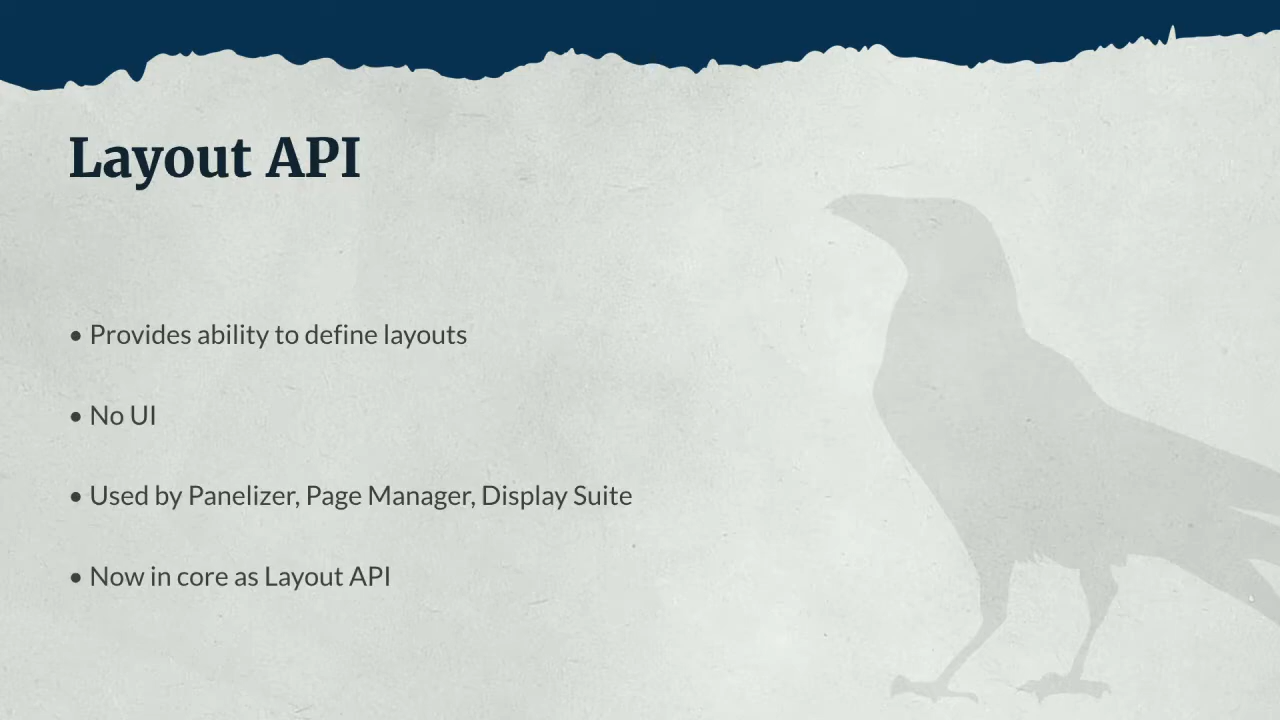 Layout API
• Provides ability to define layouts
• No UI
• Used by Panelizer, Page Manager, Display Suite
• Now in core as Layout API